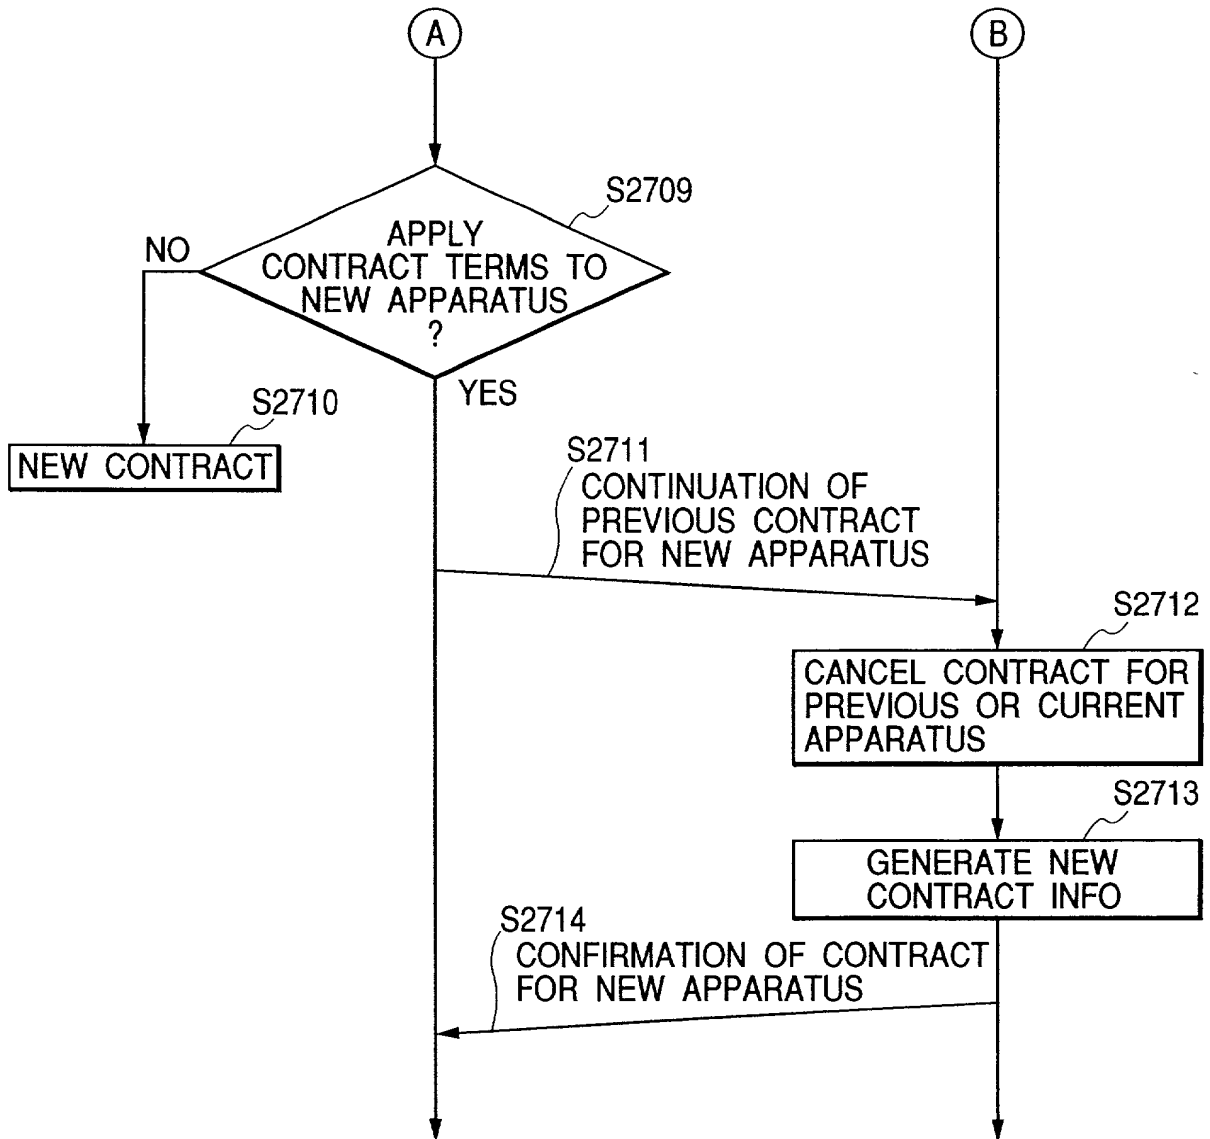 A
B
S2709
APPLY
CONTRACT TERMS TO
NEW APPARATUS
?
NO
YES
S2710
NEW CONTRACT
S2711
CONTINUATION OF
PREVIOUS CONTRACT
FOR NEW APPARATUS
S2712
CANCEL CONTRACT FOR
PREVIOUS OR CURRENT
APPARATUS
S2713
GENERATE NEW
CONTRACT INFO
S2714
CONFIRMATION OF CONTRACT
FOR NEW APPARATUS